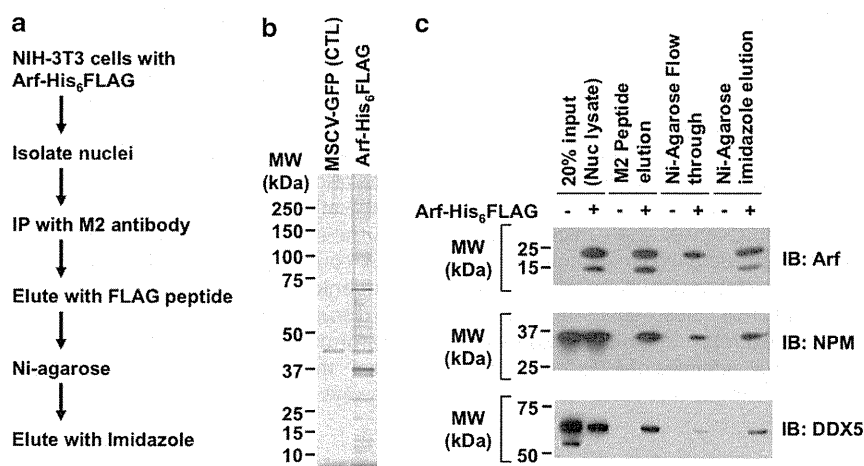 a
NIH-3T3 cells with
Arf-His6FLAG
Isolate nuclei
IP with M2 antibody
Elute with FLAG peptide
Ni-agarose
Elute with Imidazole
b
MSCV-GFP (CTL)
Arf-His6FLAG
MW
(kDa)
250
150
100
75
50
37
25
15
10
c
20% input
(Nuc lysate)
M2 Peptide
elution
Ni-Agarose Flow
through
Ni-Agarose
imidazole elution
Arf-His6FLAG - + - + - + - +
MW
(kDa)
25
15
IB: Arf
MW
(kDa)
37
25
IB: NPM
MW
(kDa)
75
50
IB: DDX5